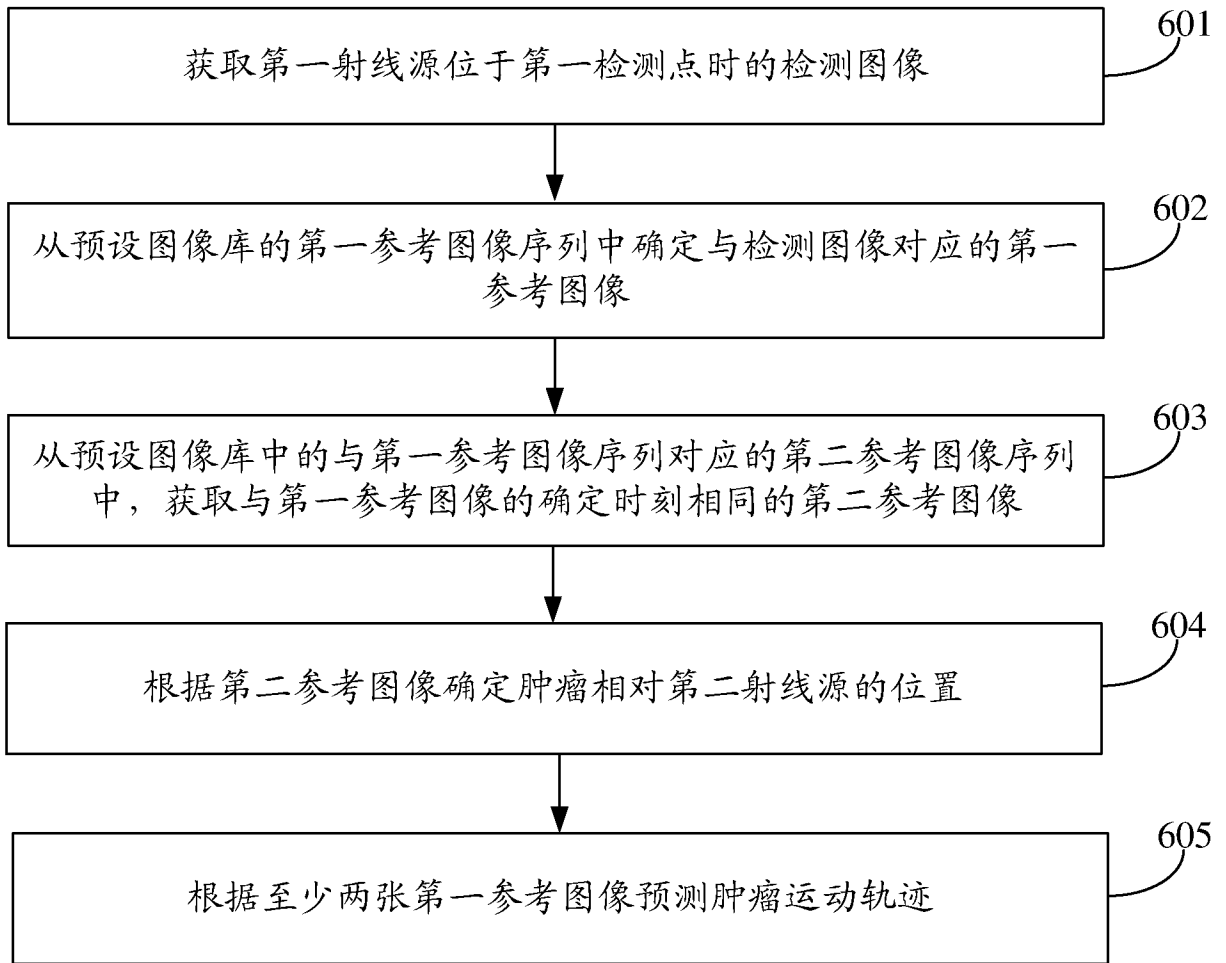 601
获取第一射线源位于第一检测点时的检测图像
602
从预设图像库的第一参考图像序列中确定与检测图像对应的第一
参考图像
603
从预设图像库中的与第一参考图像序列对应的第二参考图像序列
中，获取与第一参考图像的确定时刻相同的第二参考图像
604
根据第二参考图像确定肿瘤相对第二射线源的位置
605
根据至少两张第一参考图像预测肿瘤运动轨迹